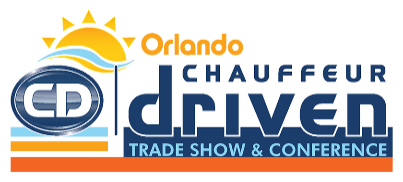 Orlando
CHAUFFEUR
CD driven
TRADE SHOW & CONFERENCE